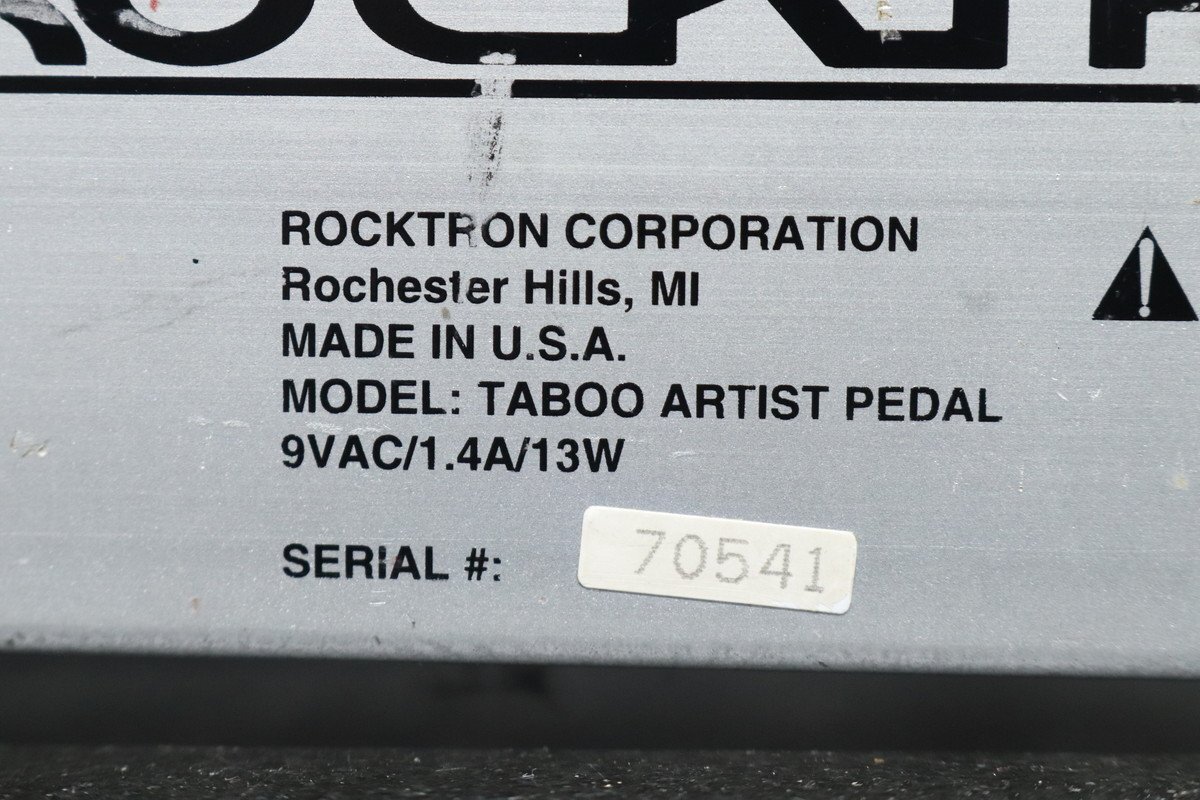 ROCKTRON CORPORATION
Rochester Hills, MI
MADE IN U.S.A.
MODEL: TABOO ARTIST PEDAL
9VAC/1.4A/13W
SERIAL #: 70541